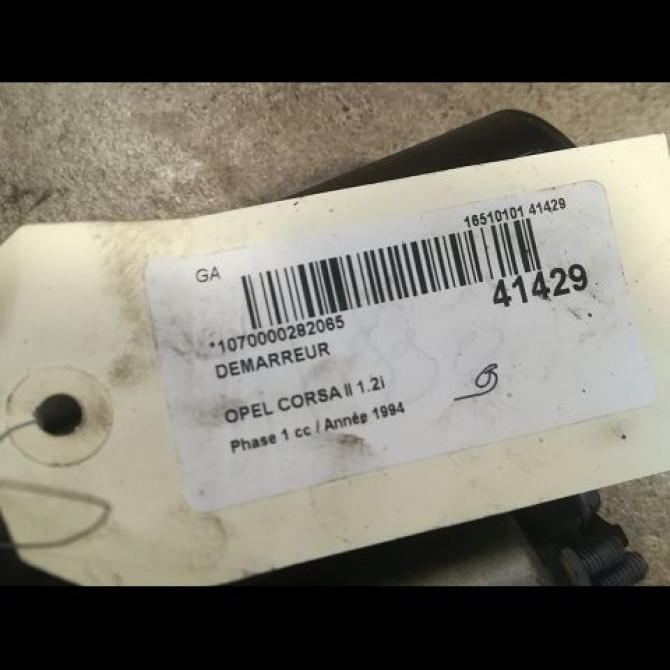 16510101 41429
GA
41429
*1070000282065
DEMARREUR
OPEL CORSA II 1.2i
Phase 1 cc / Année 1994